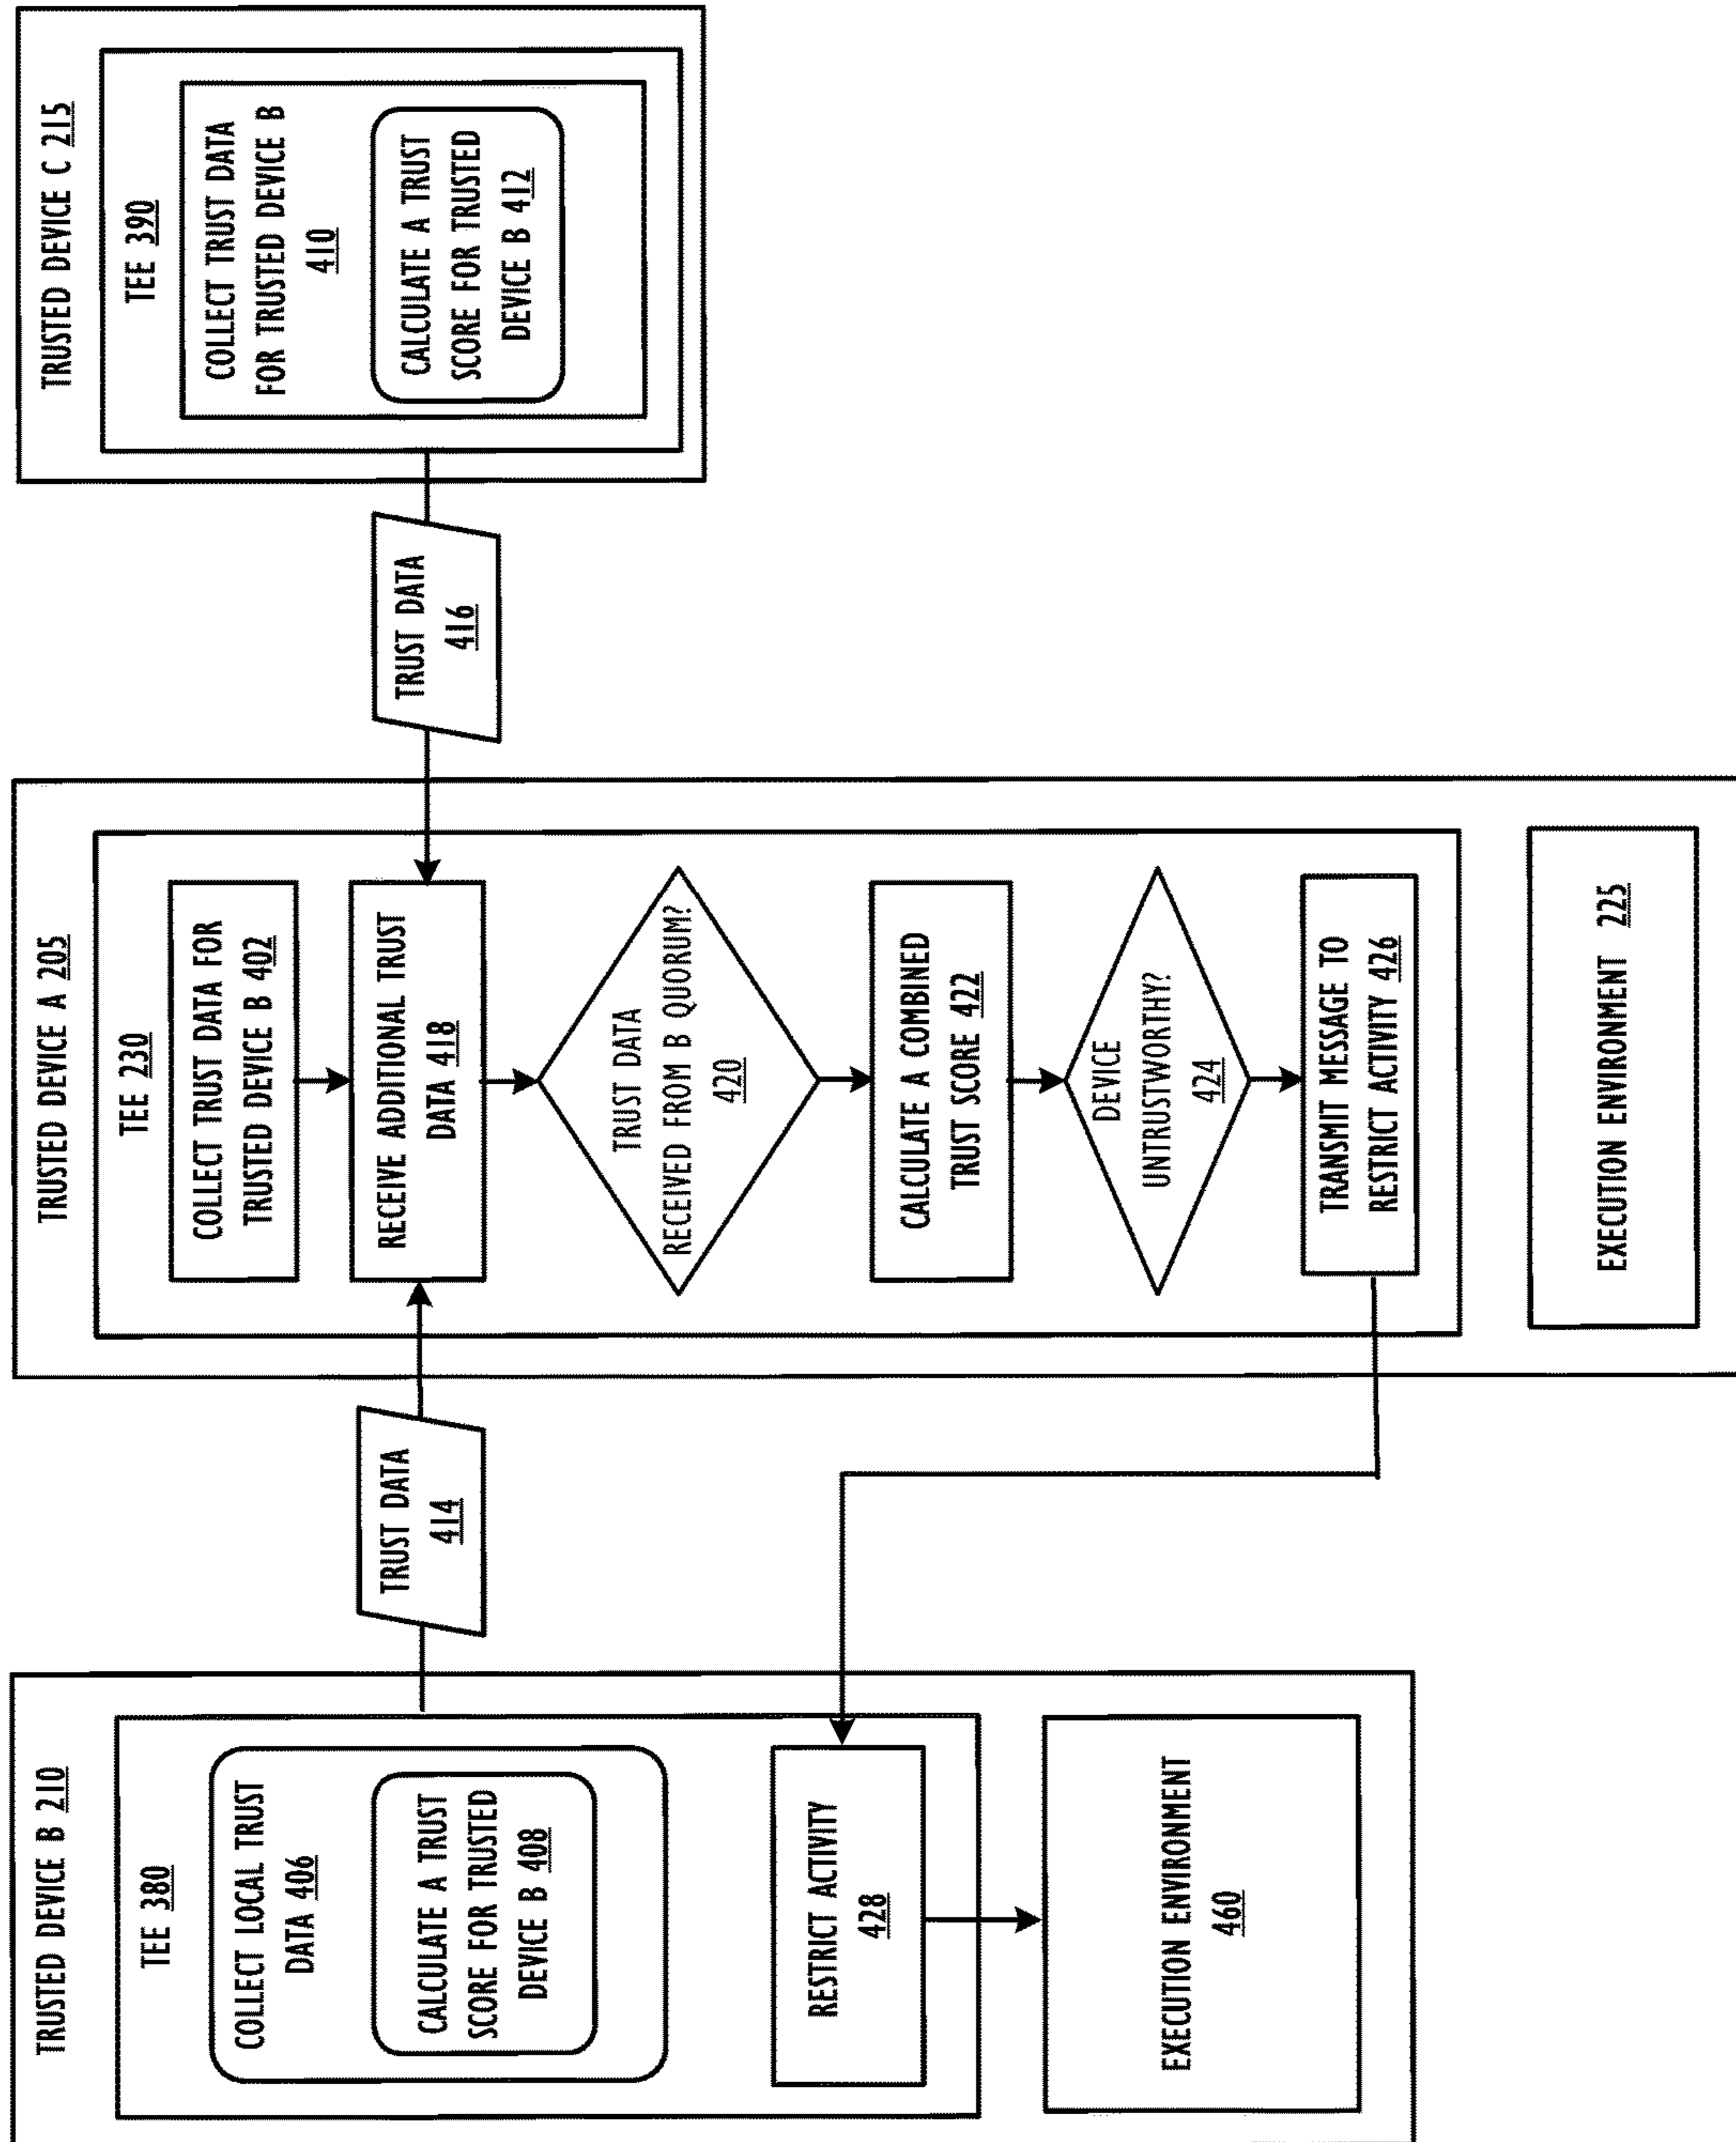 TRUSTED DEVICE B 210
TEE 380
COLLECT LOCAL TRUST
DATA 406
CALCULATE A TRUST
SCORE FOR TRUSTED
DEVICE B 408
RESTRICT ACTIVITY
428
EXECUTION ENVIRONMENT
460
TRUST DATA
414
TRUSTED DEVICE A 205
TEE 230
COLLECT TRUST DATA FOR
TRUSTED DEVICE B 402
RECEIVE ADDITIONAL TRUST
DATA 418
TRUST DATA
RECEIVED FROM B QUORUM?
420
CALCULATE A COMBINED
TRUST SCORE 422
DEVICE
UNTRUSTWORTHY?
424
TRANSMIT MESSAGE TO
RESTRICT ACTIVITY 426
EXECUTION ENVIRONMENT 225
TRUST DATA
416
TRUSTED DEVICE C 215
TEE 390
COLLECT TRUST DATA
FOR TRUSTED DEVICE B
410
CALCULATE A TRUST
SCORE FOR TRUSTED
DEVICE B 412